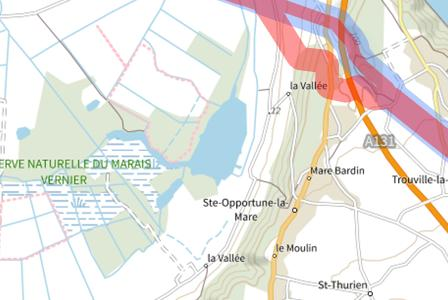 la Vallée
A131
ERVE NATURELLE DU MARAIS
VERNIER
Mare Bardin
Trouville-la-
Ste-Opportune-la-
Mare
le Moulin
la Vallée
St-Thurien